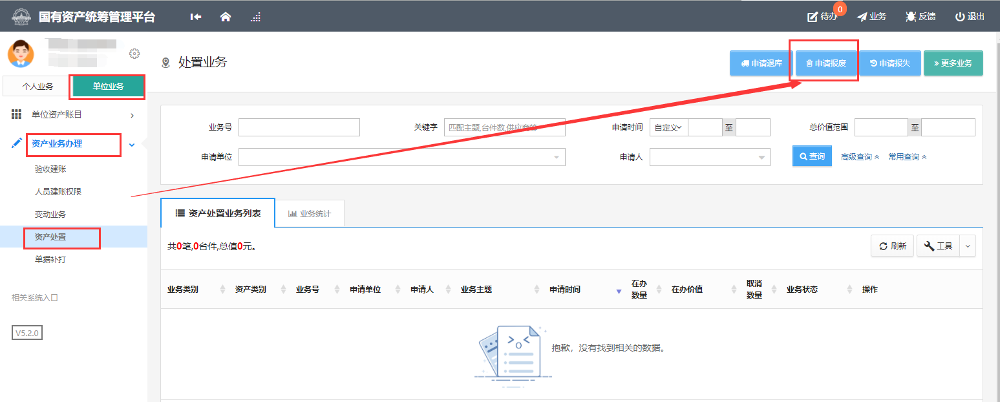 国有资产统筹管理平台
待办 0 业务 反馈 退出
处置业务
申请退库 申请报废 申请报失 更多业务
个人业务 单位业务
单位资产账目
资产业务办理
验收建账
人员建账权限
变动业务
资产处置
单据补打
相关系统入口
V5.2.0
业务号 关键字 匹配主题,台件数,供应商等 申请时间 自定义 至 总价值范围 至
申请单位 申请人 查询 高级查询 常用查询
资产处置业务列表 业务统计
共0笔,0台件,总值0元。 刷新 工具
业务类别 资产类别 业务号 申请单位 申请人 业务主题 申请时间 在办数量 在办价值 取消数量 业务状态 操作
抱歉，没有找到相关的数据。